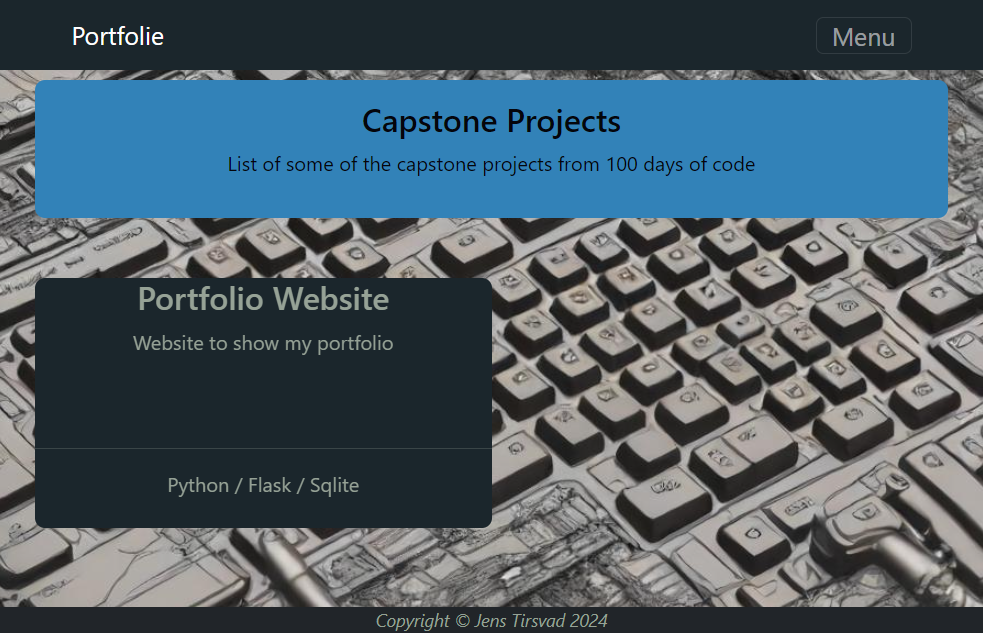 Portfolie
Menu
Capstone Projects
List of some of the capstone projects from 100 days of code
Portfolio Website
Website to show my portfolio
Python / Flask / Sqlite
Copyright © Jens Tirsvad 2024